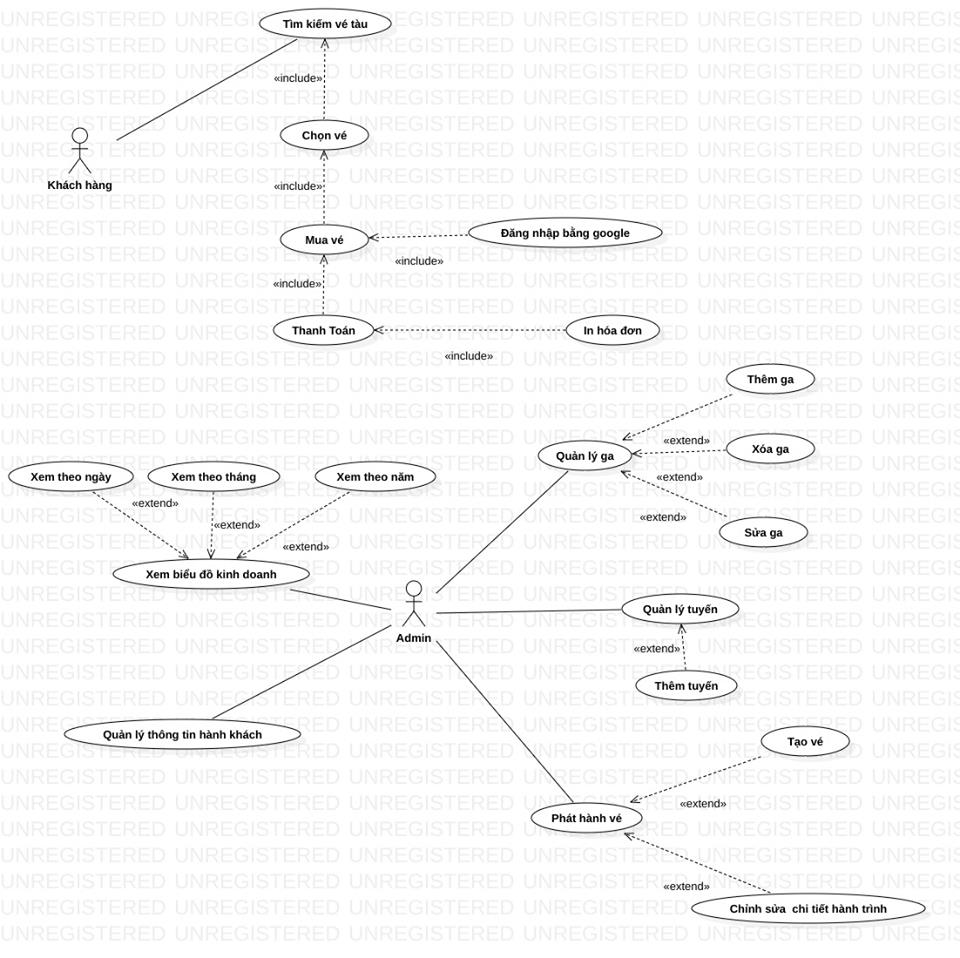 Tìm kiếm vé tàu
«include»
Chọn vé
Khách hàng
«include»
Mua vé
Đăng nhập bằng google
«include»
«include»
Thanh Toán
In hóa đơn
«include»
Thêm ga
«extend»
Quản lý ga
Xóa ga
«extend»
«extend»
Sửa ga
Xem theo ngày
Xem theo tháng
Xem theo năm
«extend»
«extend»
«extend»
Xem biểu đồ kinh doanh
Admin
Quản lý tuyến
«extend»
Thêm tuyến
Quản lý thông tin hành khách
Tạo vé
«extend»
Phát hành vé
«extend»
Chỉnh sửa  chi tiết hành trình
UNREGISTERED